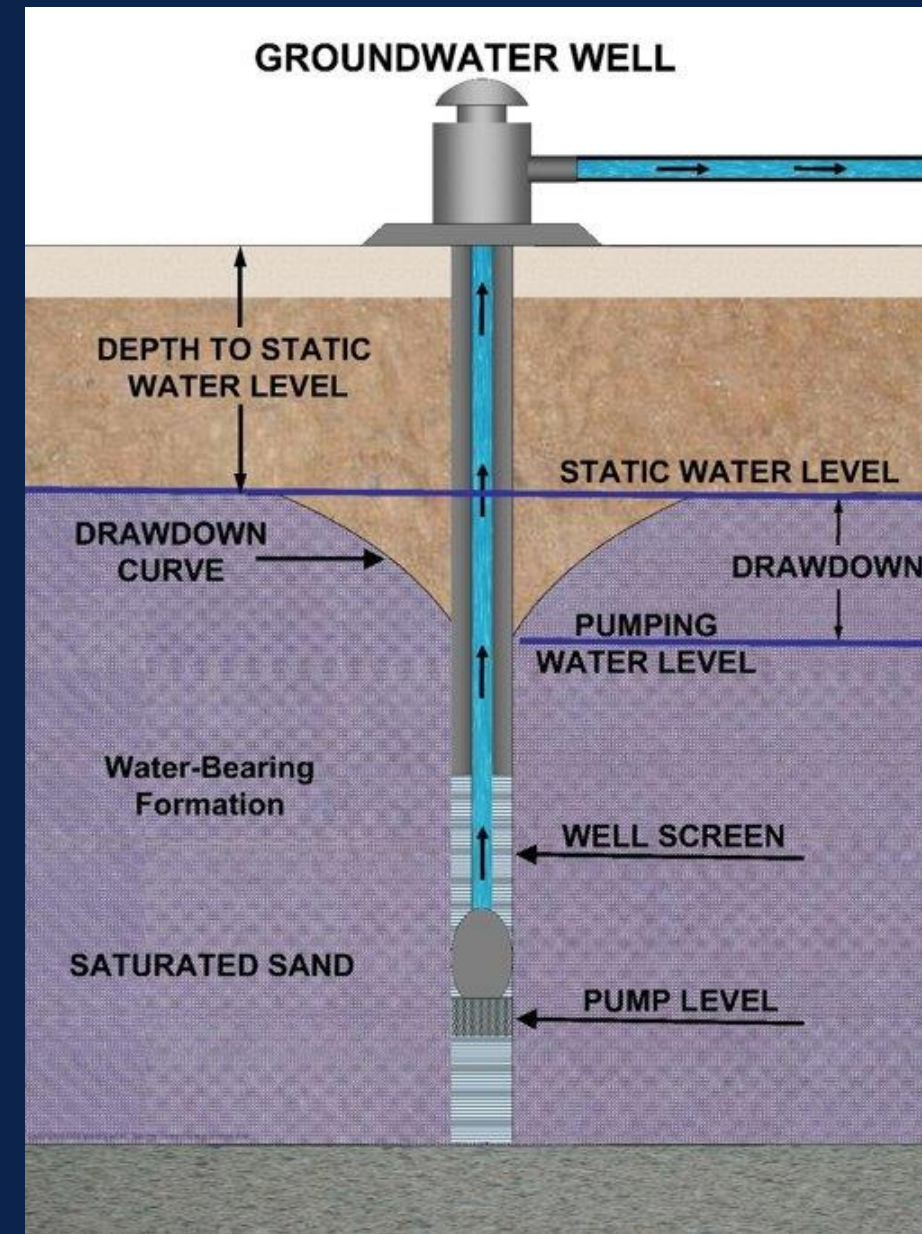 GROUNDWATER WELL
DEPTH TO STATIC
WATER LEVEL
STATIC WATER LEVEL
DRAWDOWN
CURVE
DRAWDOWN
PUMPING
WATER LEVEL
Water-Bearing
Formation
WELL SCREEN
SATURATED SAND
PUMP LEVEL